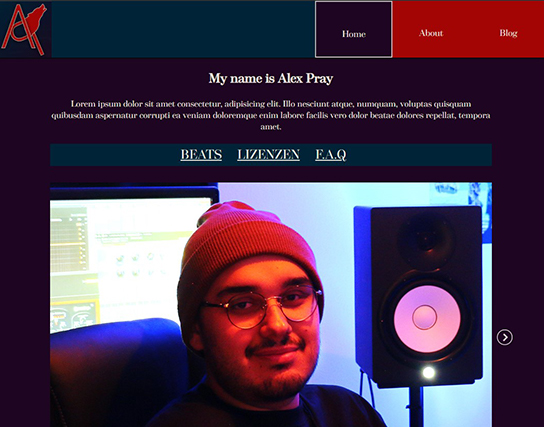 Home
About
Blog
My name is Alex Pray
Lorem ipsum dolor sit amet consectetur, adipisicing elit. Illo nesciunt atque, numquam, voluptas quisquam
quibusdam aspernatur corrupti ea veniam doloremque enim labore facilis vero dolor beatae dolores repellat, tempora
amet.
BEATS LIZENZEN F.A.Q